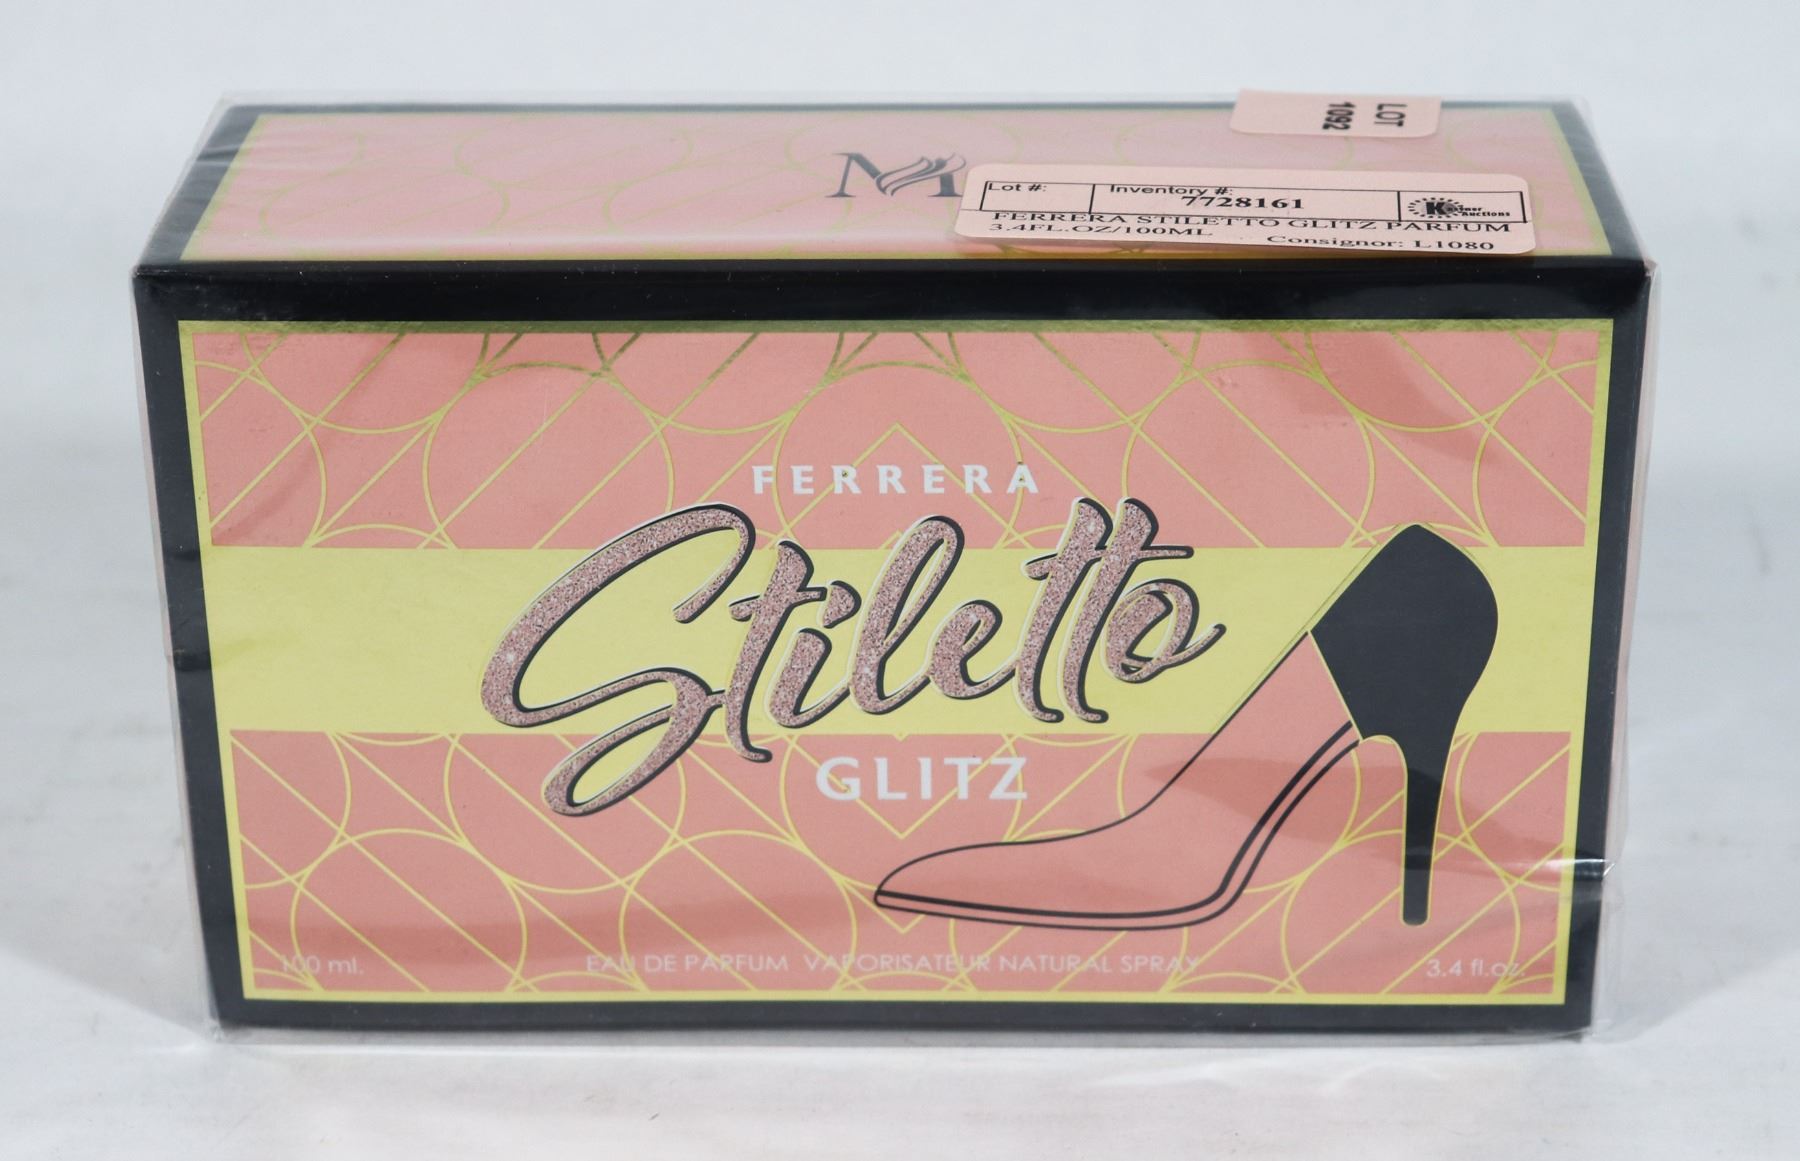 LOT
1092
M
Lot #:
Inventory #:
7728161
Auctions
FERRERA STILETTO GLITZ PARFUM
3.4FL.OZ/100ML
Consignor: L1080
FERRERA
Stiletto
GLITZ
100 ml.
EAU DE PARFUM VAPORISATEUR NATURAL SPRAY
3.4 fl.oz.